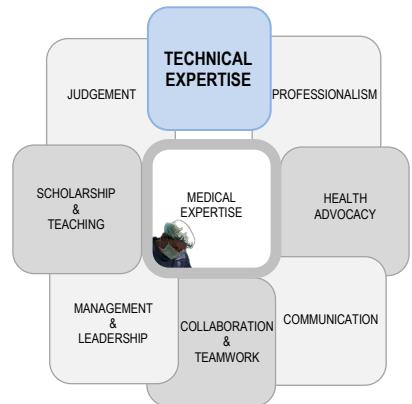 TECHNICAL
EXPERTISE
JUDGEMENT
PROFESSIONALISM
SCHOLARSHIP
&
TEACHING
MEDICAL
EXPERTISE
HEALTH
ADVOCACY
MANAGEMENT
&
LEADERSHIP
COLLABORATION
&
TEAMWORK
COMMUNICATION